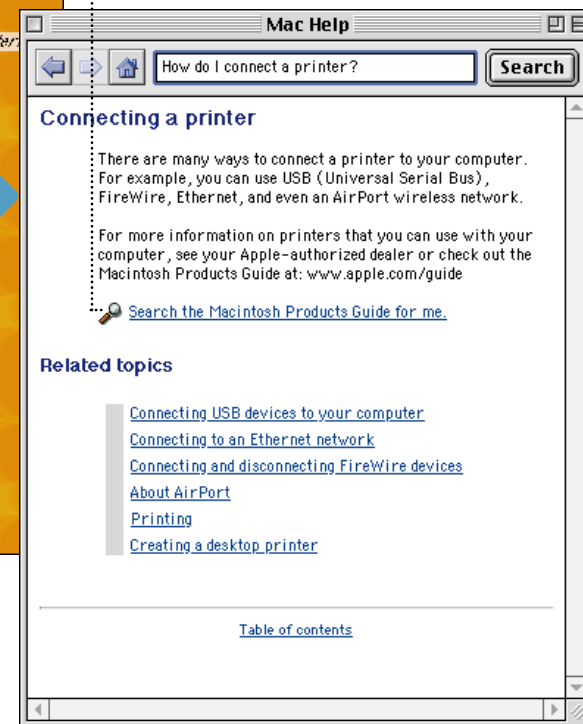 Mac Help
How do I connect a printer?
Search
Connecting a printer
There are many ways to connect a printer to your computer.
For example, you can use USB (Universal Serial Bus),
FireWire, Ethernet, and even an AirPort wireless network.
For more information on printers that you can use with your
computer, see your Apple-authorized dealer or check out the
Macintosh Products Guide at: www.apple.com/guide
Search the Macintosh Products Guide for me.
Related topics
Connecting USB devices to your computer
Connecting to an Ethernet network
Connecting and disconnecting FireWire devices
About AirPort
Printing
Creating a desktop printer
Table of contents